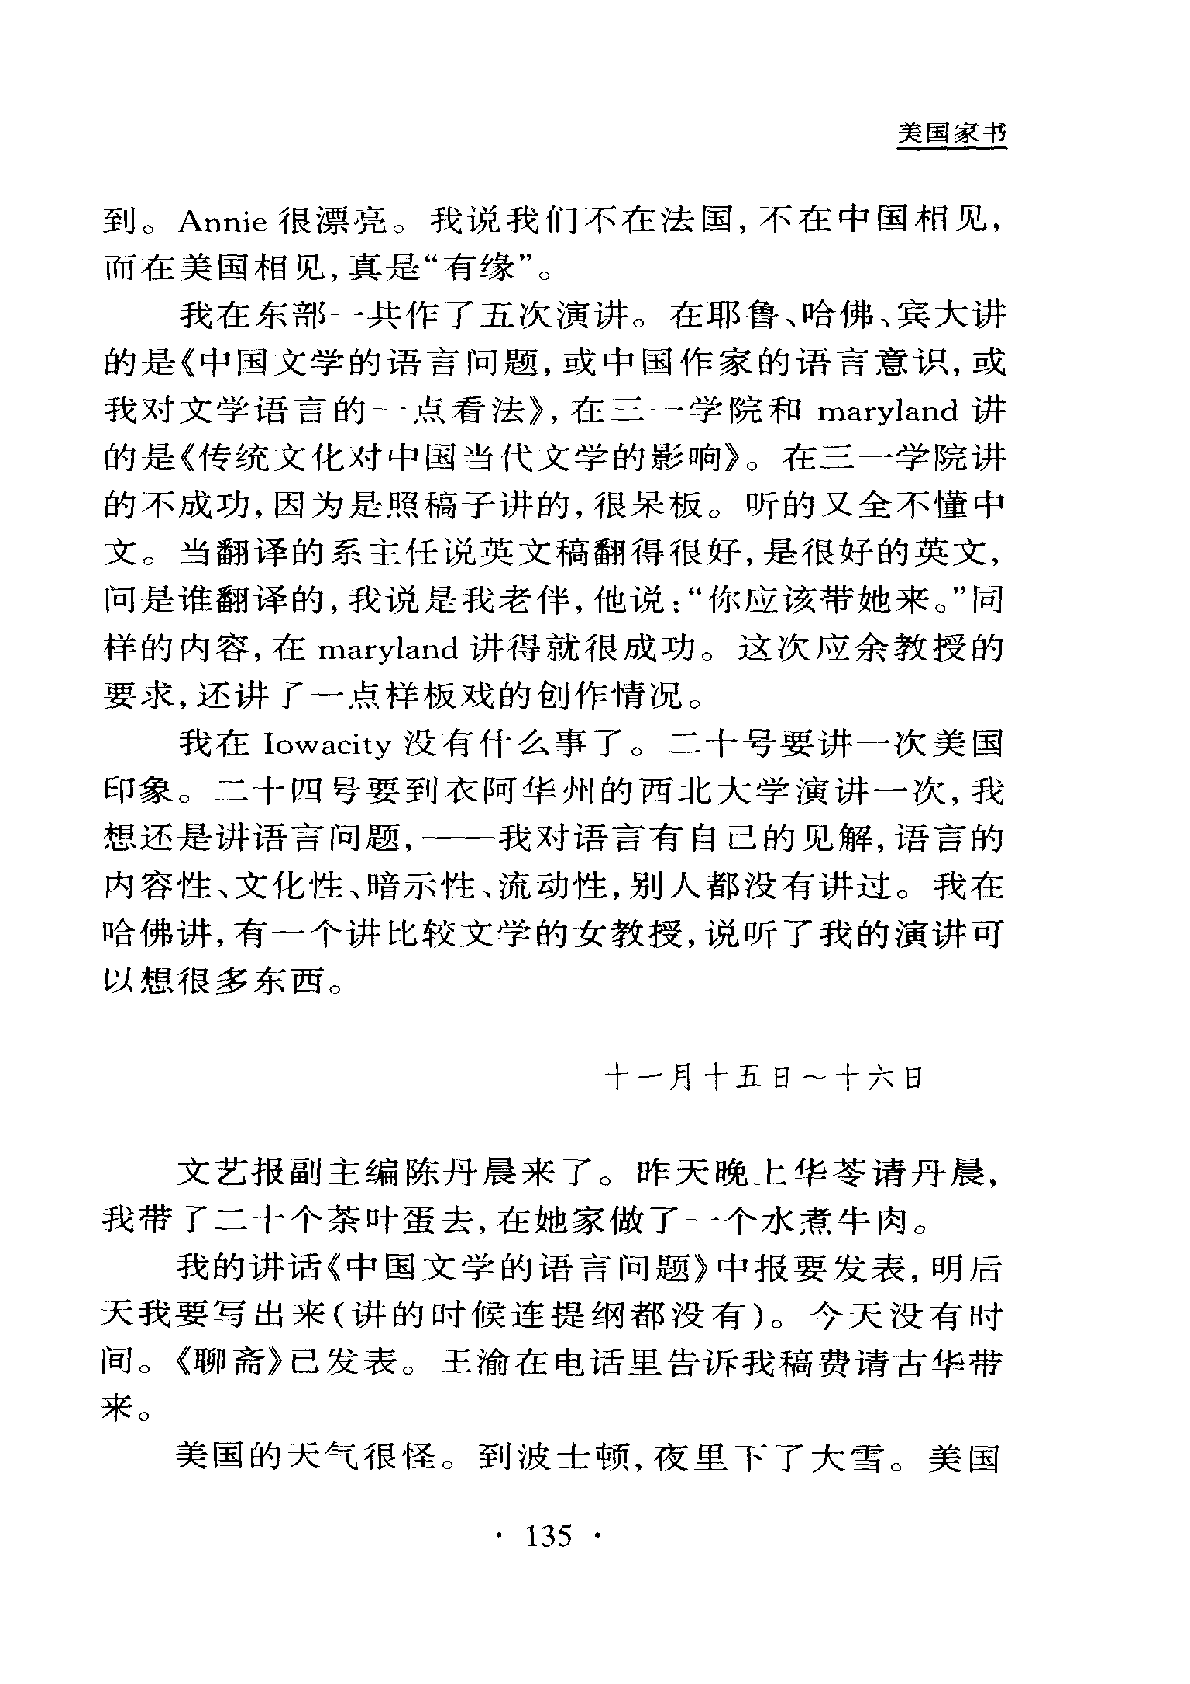 美国家书
到。Annie 很漂亮。我说我们不在法国,不在中国相见,
而在美国相见,真是“有缘”。
我在东部一共作了五次演讲。在耶鲁、哈佛、宾大讲
的是《中国文学的语言问题,或中国作家的语言意识,或
我对文学语言的一点看法》,在三一学院和 maryland 讲
的是《传统文化对中国当代文学的影响》。在三一学院讲
的不成功,因为是照稿子讲的,很呆板。听的又全不懂中
文。当翻译的系主任说英文稿翻得很好,是很好的英文,
问是谁翻译的,我说是我老伴,他说:“你应该带她来。”同
样的内容,在 maryland 讲得就很成功。这次应余教授的
要求,还讲了一点样板戏的创作情况。
我在 Iowacity 没有什么事了。二十号要讲一次美国
印象。二十四号要到衣阿华州的西北大学演讲一次,我
想还是讲语言问题,——我对语言有自己的见解,语言的
内容性、文化性、暗示性、流动性,别人都没有讲过。我在
哈佛讲,有一个讲比较文学的女教授,说听了我的演讲可
以想很多东西。
十一月十五日~十六日
文艺报副主编陈丹晨来了。昨天晚上华苓请丹晨,
我带了二十个茶叶蛋去,在她家做了一个水煮牛肉。
我的讲话《中国文学的语言问题》中报要发表,明后
天我要写出来(讲的时候连提纲都没有)。今天没有时
间。《聊斋》已发表。王渝在电话里告诉我稿费请古华带
来。
美国的天气很怪。到波士顿,夜里下了大雪。美国
· 135 ·